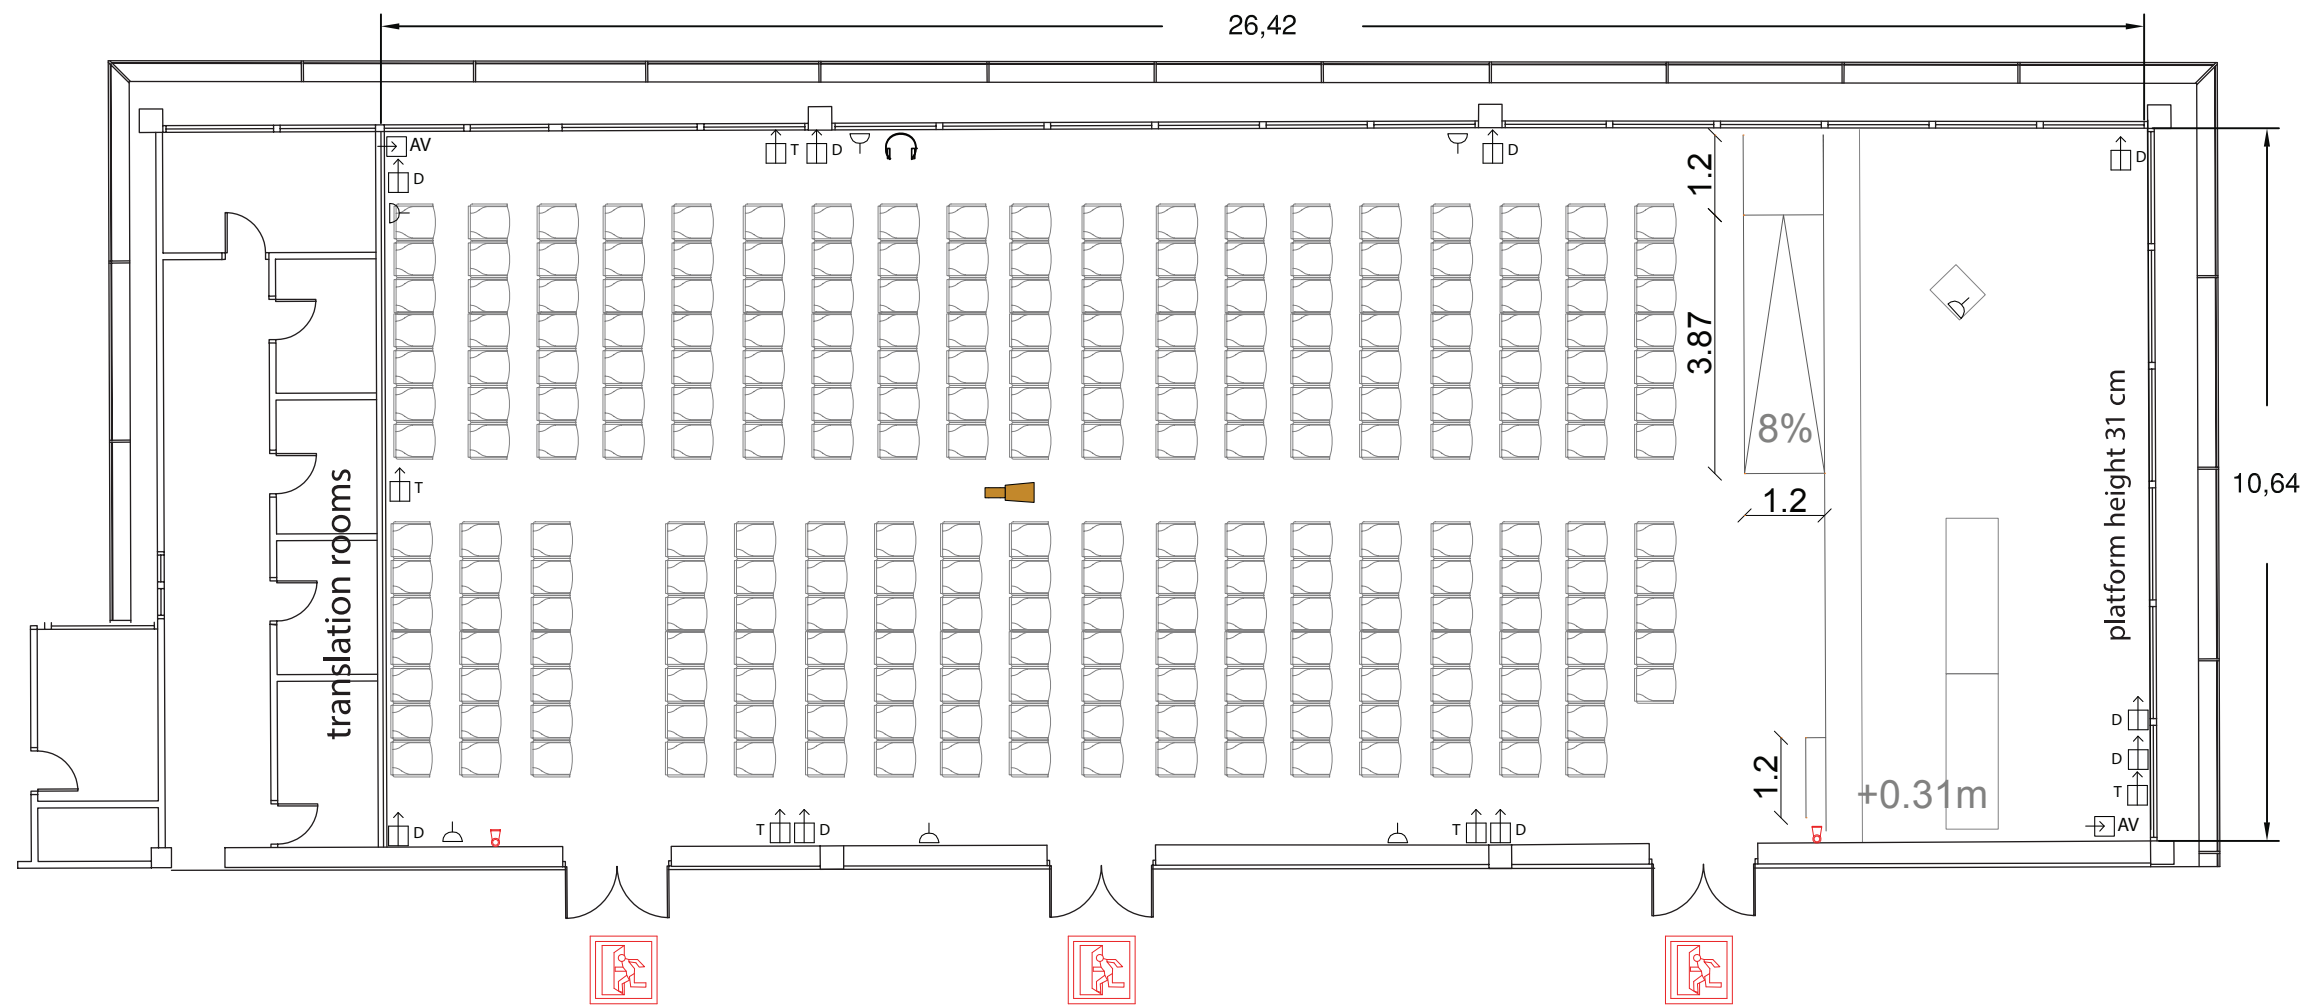 26,42
AV
D
T
D
D
D
1.2
3.87
8%
1.2
T
translation rooms
platform height 31 cm
10,64
D
D
T
AV
1.2
+0.31m
D
T
D
T
D